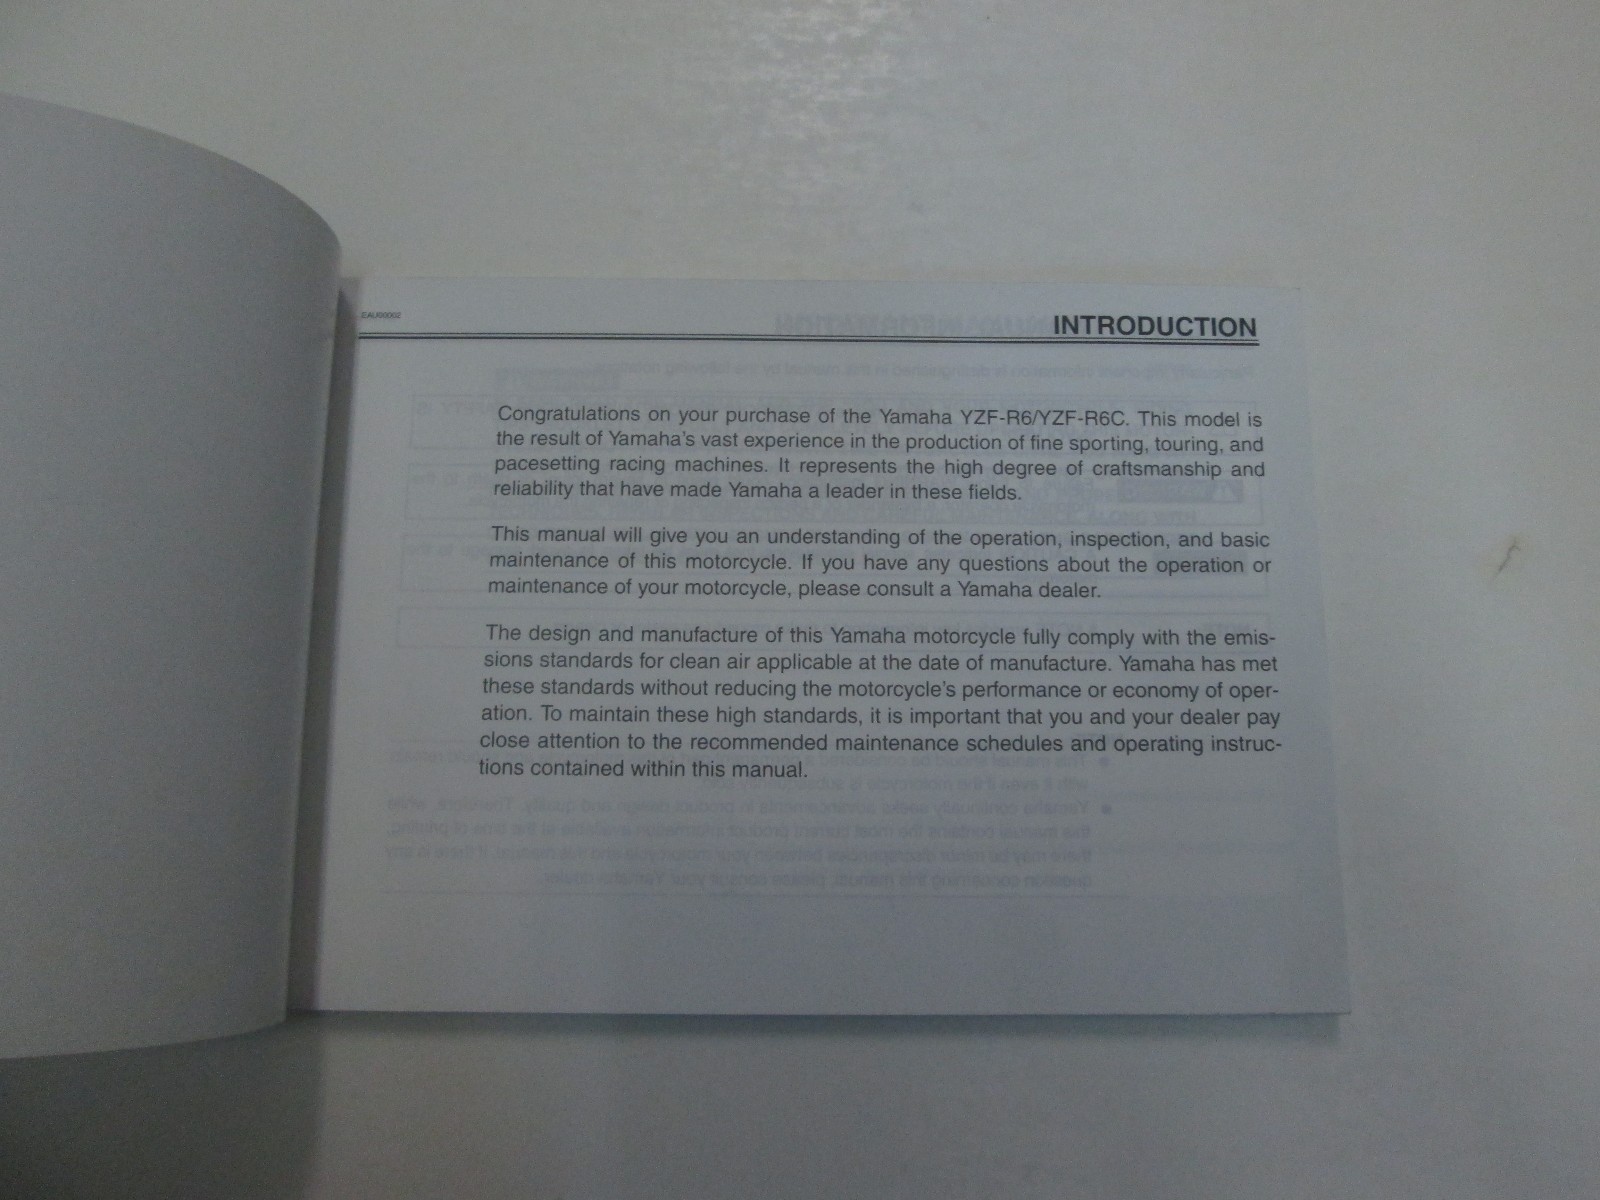 EAU00002
INTRODUCTION
Congratulations on your purchase of the Yamaha YZF-R6/YZF-R6C. This model is
the result of Yamaha's vast experience in the production of fine sporting, touring, and
pacesetting racing machines. It represents the high degree of craftsmanship and
reliability that have made Yamaha a leader in these fields.
This manual will give you an understanding of the operation, inspection, and basic
maintenance of this motorcycle. If you have any questions about the operation or
maintenance of your motorcycle, please consult a Yamaha dealer.
The design and manufacture of this Yamaha motorcycle fully comply with the emis-
sions standards for clean air applicable at the date of manufacture. Yamaha has met
these standards without reducing the motorcycle's performance or economy of oper-
ation. To maintain these high standards, it is important that you and your dealer pay
close attention to the recommended maintenance schedules and operating instruc-
tions contained within this manual.